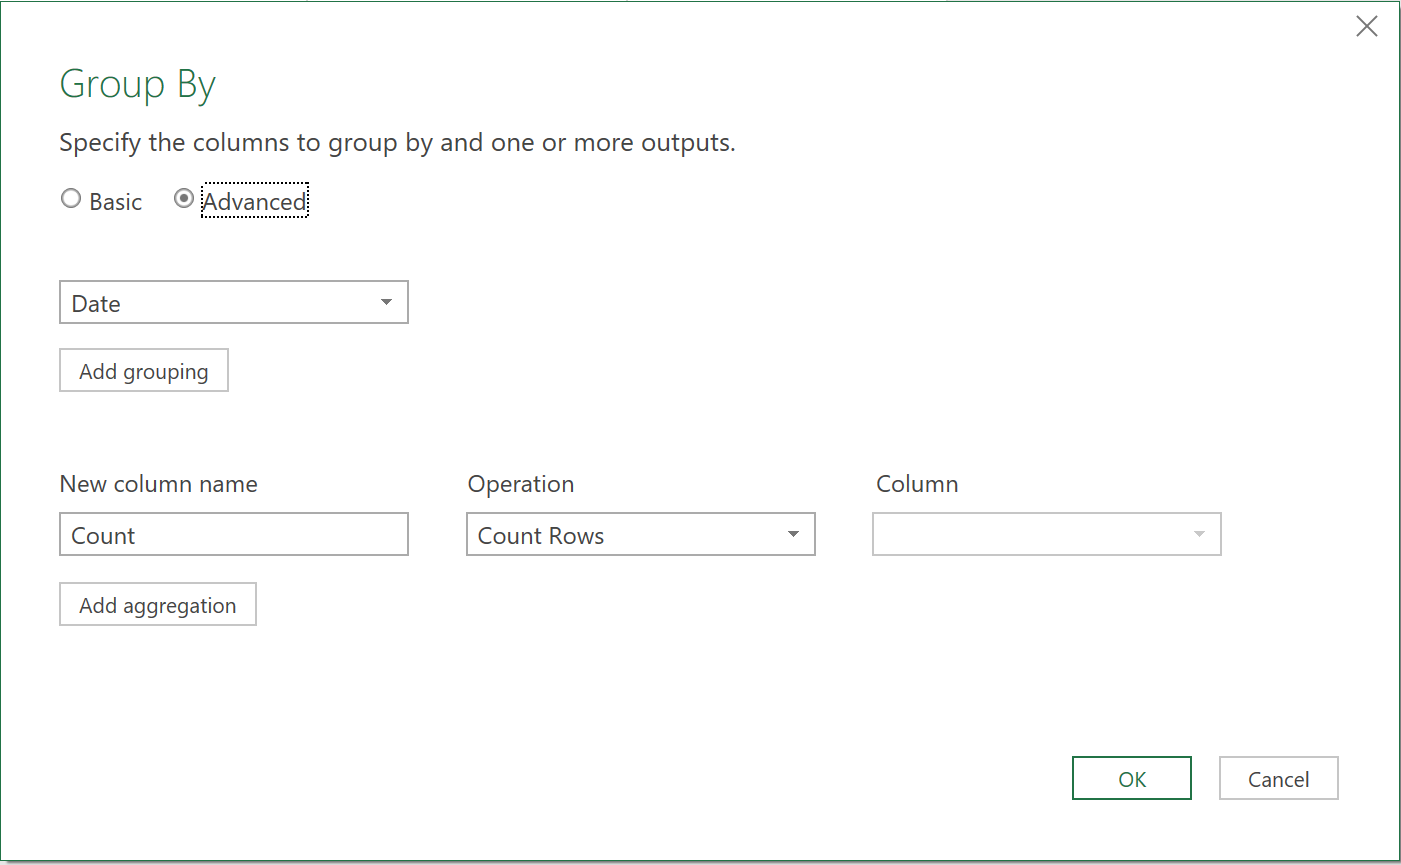 Group By
Specify the columns to group by and one or more outputs.
Basic Advanced
Date
Add grouping
New column name Operation Column
Count Count Rows
Add aggregation
OK Cancel